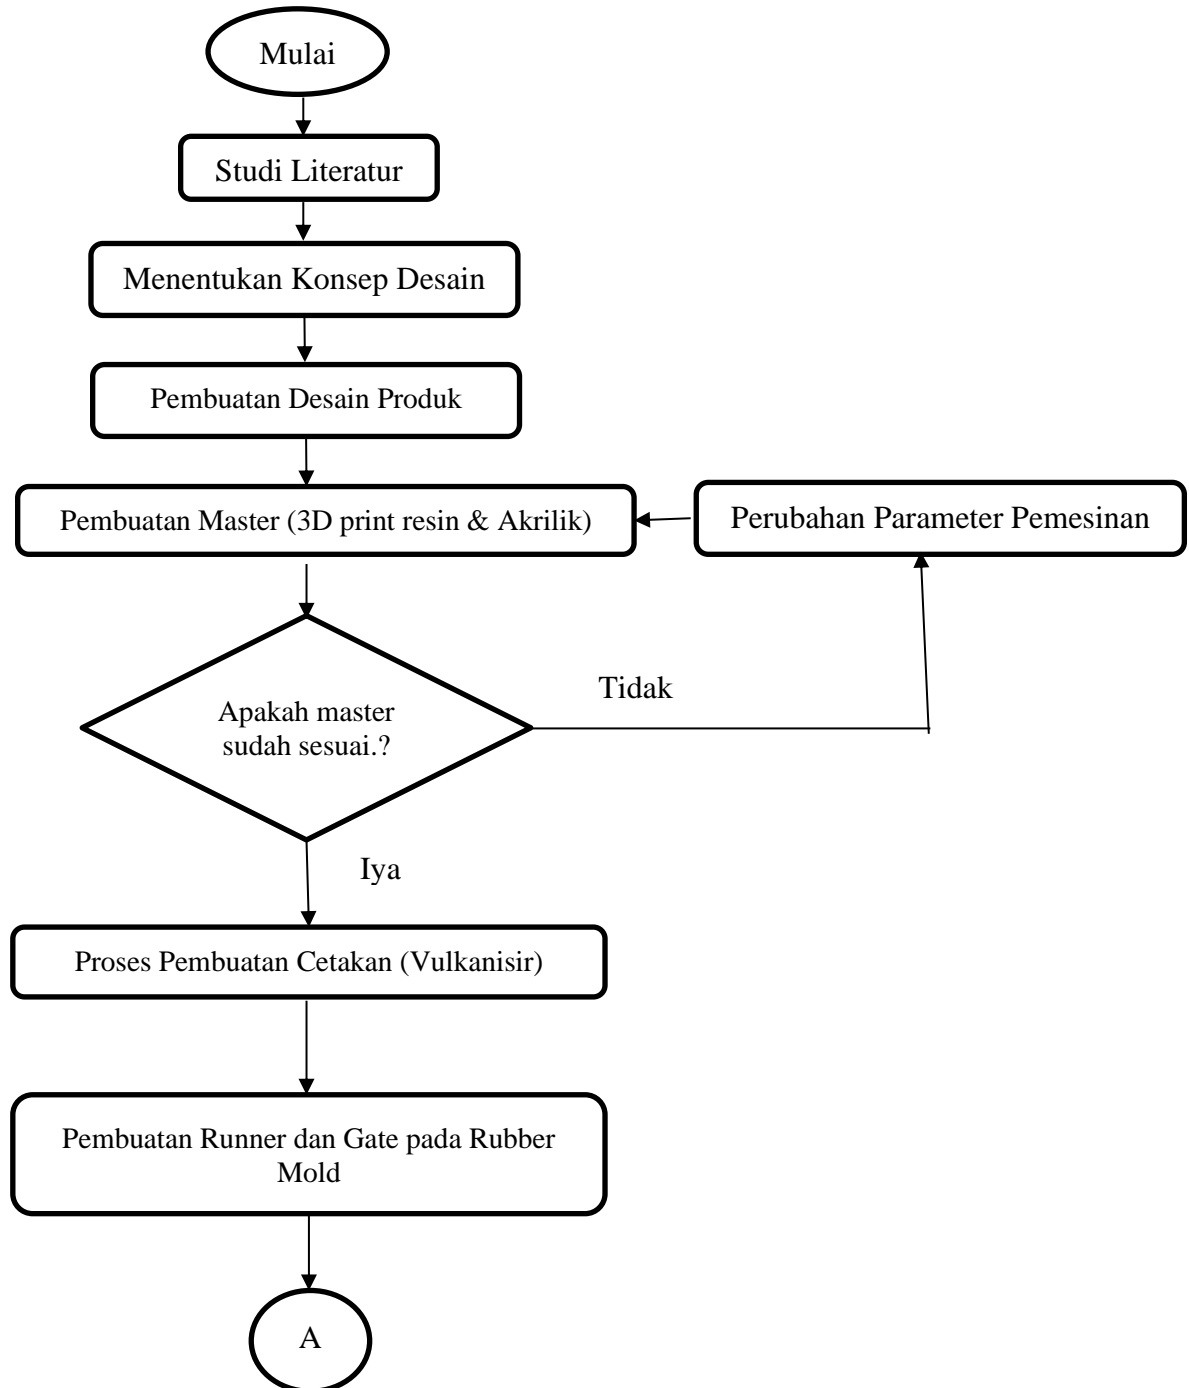 Mulai
Studi Literatur
Menentukan Konsep Desain
Pembuatan Desain Produk
Pembuatan Master (3D print resin & Akrilik)
Perubahan Parameter Pemesinan
Tidak
Apakah master
sudah sesuai.?
Iya
Proses Pembuatan Cetakan (Vulkanisir)
Pembuatan Runner dan Gate pada Rubber
Mold
A